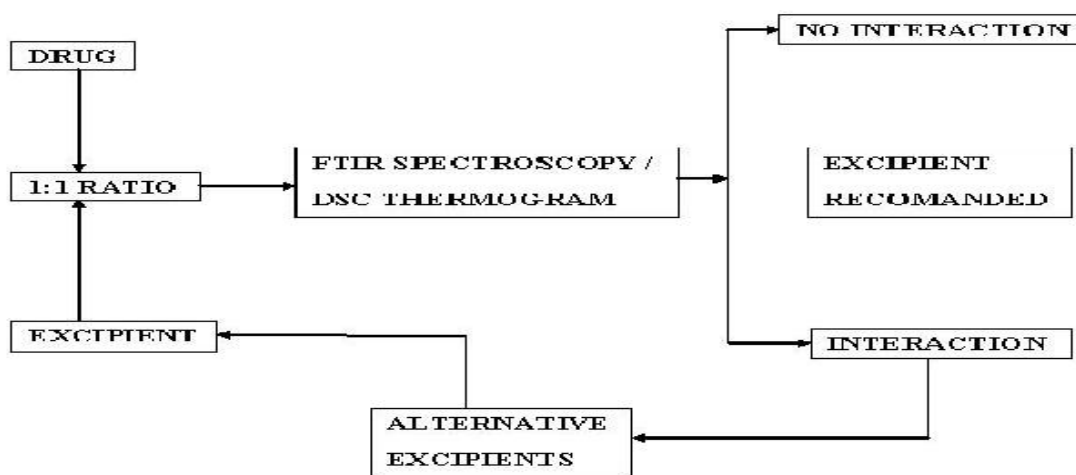 DRUG
NO INTERACTION
1:1 RATIO
FTIR SPECTROSCOPY /
DSC THERMOGRAM
EXCIPIENT
RECOMANDED
EXCIPIENT
INTERACTION
ALTERNATIVE
EXCIPIENTS